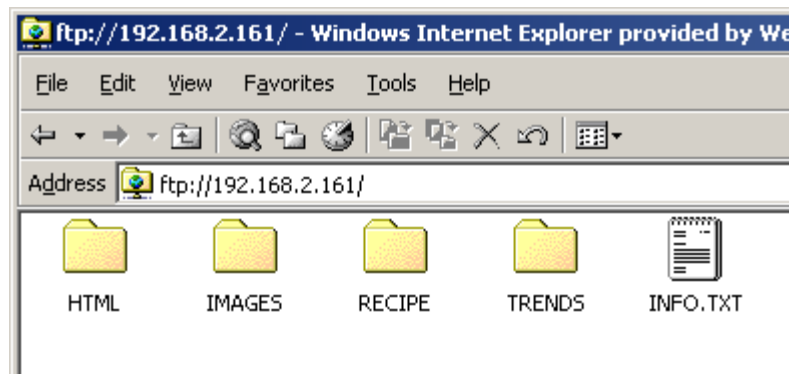 ftp://192.168.2.161/ - Windows Internet Explorer provided by We
File Edit View Favorites Tools Help
Address ftp://192.168.2.161/
HTML IMAGES RECIPE TRENDS INFO.TXT